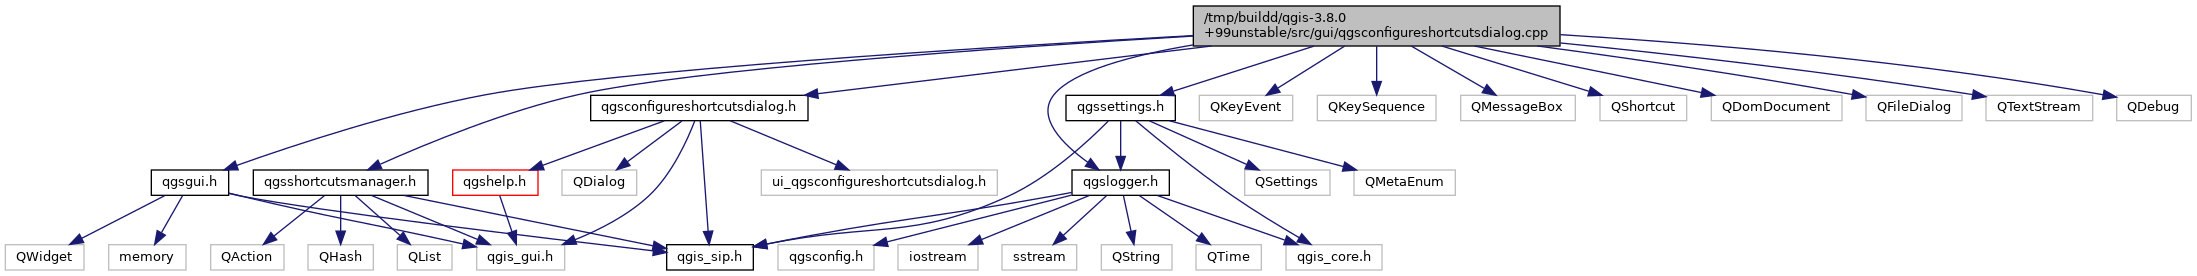 /tmp/buildd/qgis-3.8.0
+99unstable/src/gui/qgsconfigureshortcutsdialog.cpp
qgsconfigureshortcutsdialog.h
qgssettings.h
QKeyEvent
QKeySequence
QMessageBox
QShortcut
QDomDocument
QFileDialog
QTextStream
QDebug
qgsgui.h
qgsshortcutsmanager.h
qgshelp.h
QDialog
ui_qgsconfigureshortcutsdialog.h
qgslogger.h
QSettings
QMetaEnum
QWidget
memory
QAction
QHash
QList
qgis_gui.h
qgis_sip.h
qgsconfig.h
iostream
sstream
QString
QTime
qgis_core.h